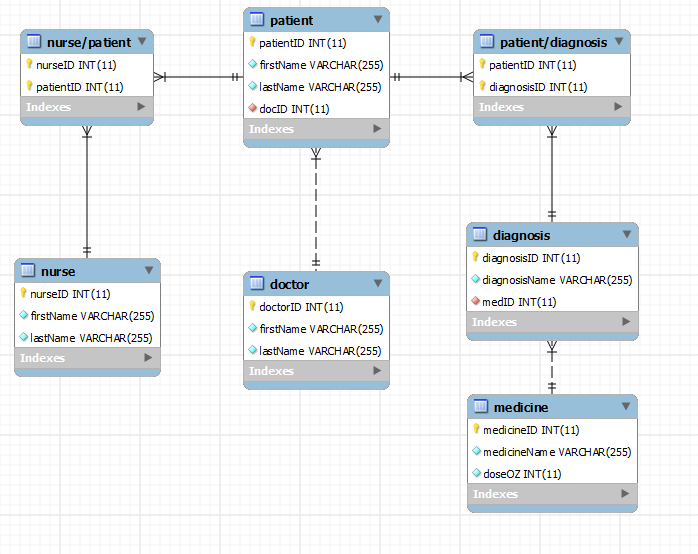 patient
patientID INT(11)
firstName VARCHAR(255)
lastName VARCHAR(255)
docID INT(11)
Indexes
nurse/patient
nurseID INT(11)
patientID INT(11)
Indexes
patient/diagnosis
patientID INT(11)
diagnosisID INT(11)
Indexes
nurse
nurseID INT(11)
firstName VARCHAR(255)
lastName VARCHAR(255)
Indexes
doctor
doctorID INT(11)
firstName VARCHAR(255)
lastName VARCHAR(255)
Indexes
diagnosis
diagnosisID INT(11)
diagnosisName VARCHAR(255)
medID INT(11)
Indexes
medicine
medicineID INT(11)
medicineName VARCHAR(255)
doseOZ INT(11)
Indexes